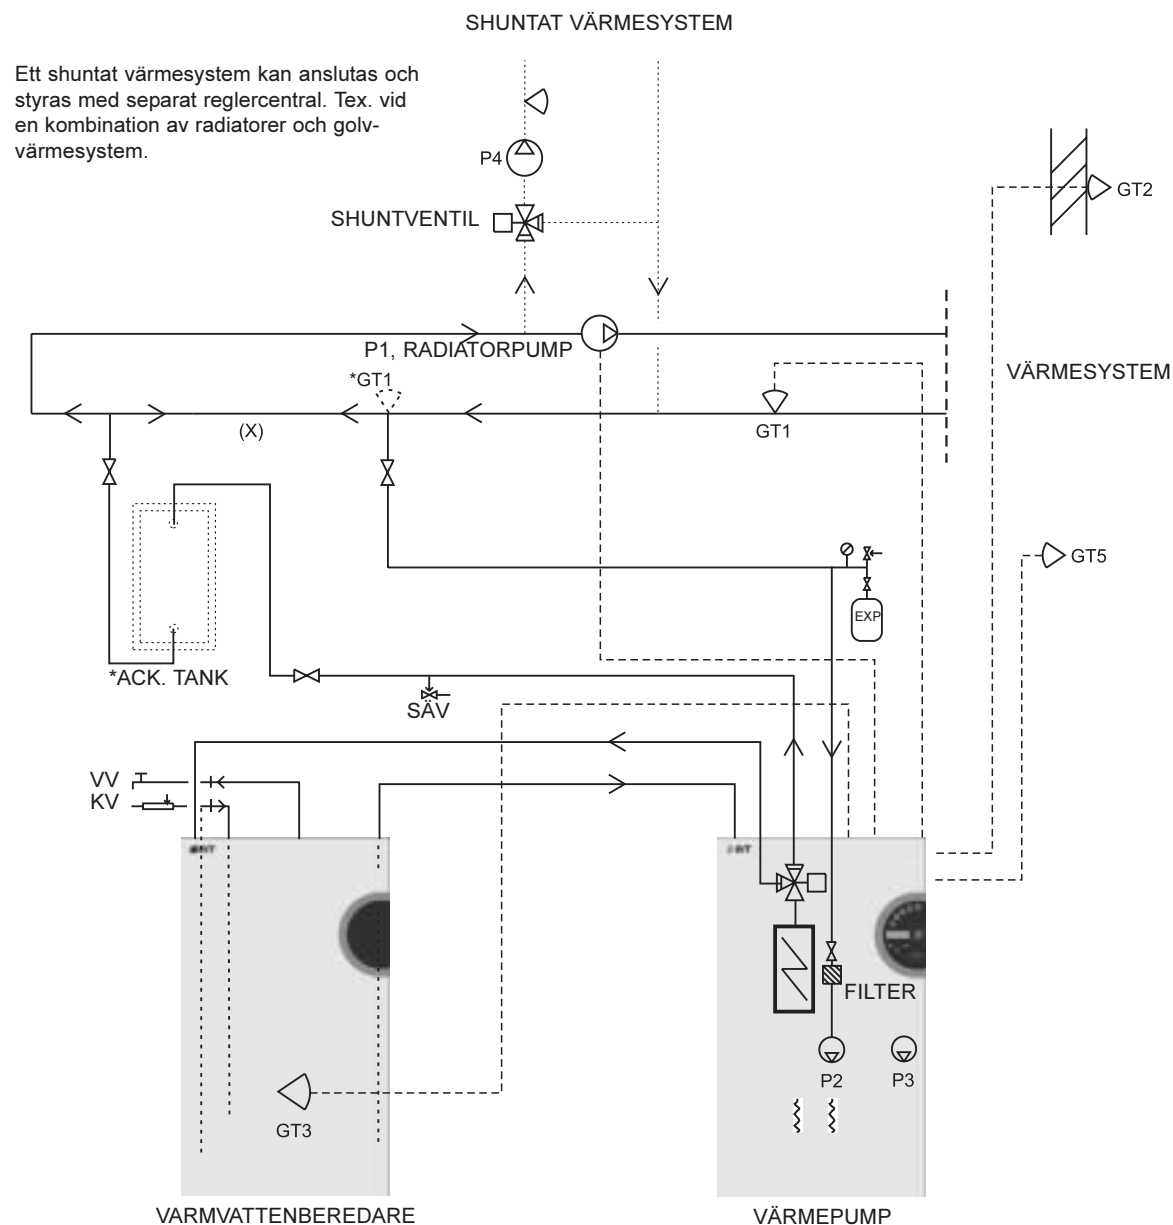 SHUNTAT VÄRMESYSTEM
Ett shuntat värmesystem kan anslutas och
styras med separat reglercentral. Tex. vid
en kombination av radiatorer och golv-
värmesystem.
P4
GT2
SHUNTVENTIL
P1, RADIATORPUMP
*GT1
VÄRMESYSTEM
(X)
GT1
GT5
EXP
*ACK. TANK
SÄV
VV
KV
FILTER
P2
P3
GT3
VARMVATTENBEREDARE
VÄRMEPUMP